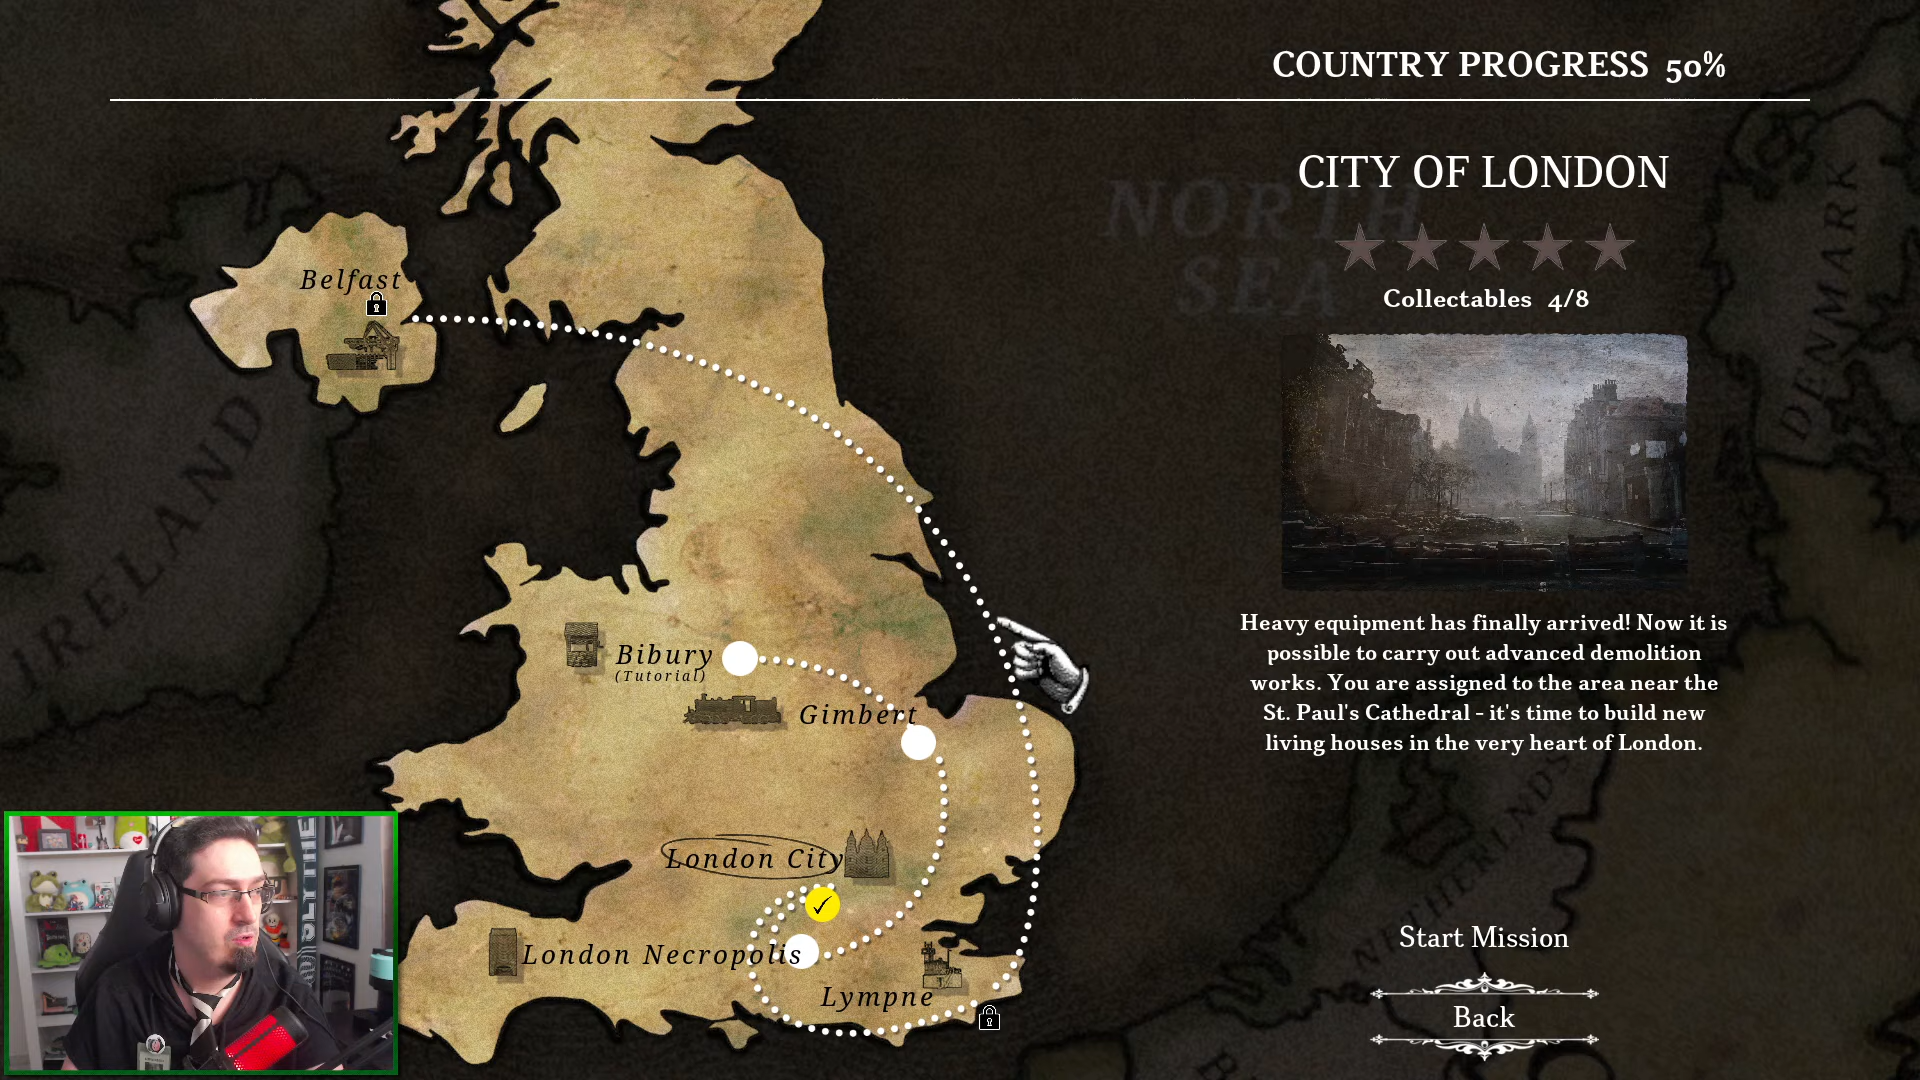 COUNTRY PROGRESS 50%
CITY OF LONDON
NORTH
SEA
Collectables 4/8
Belfast
IRELAND
DENMARK
Heavy equipment has finally arrived! Now it is
possible to carry out advanced demolition
works. You are assigned to the area near the
St. Paul's Cathedral - it's time to build new
living houses in the very heart of London.
Bibury
(Tutorial)
Gimbert
London City
London Necropolis
Lympne
Start Mission
Back